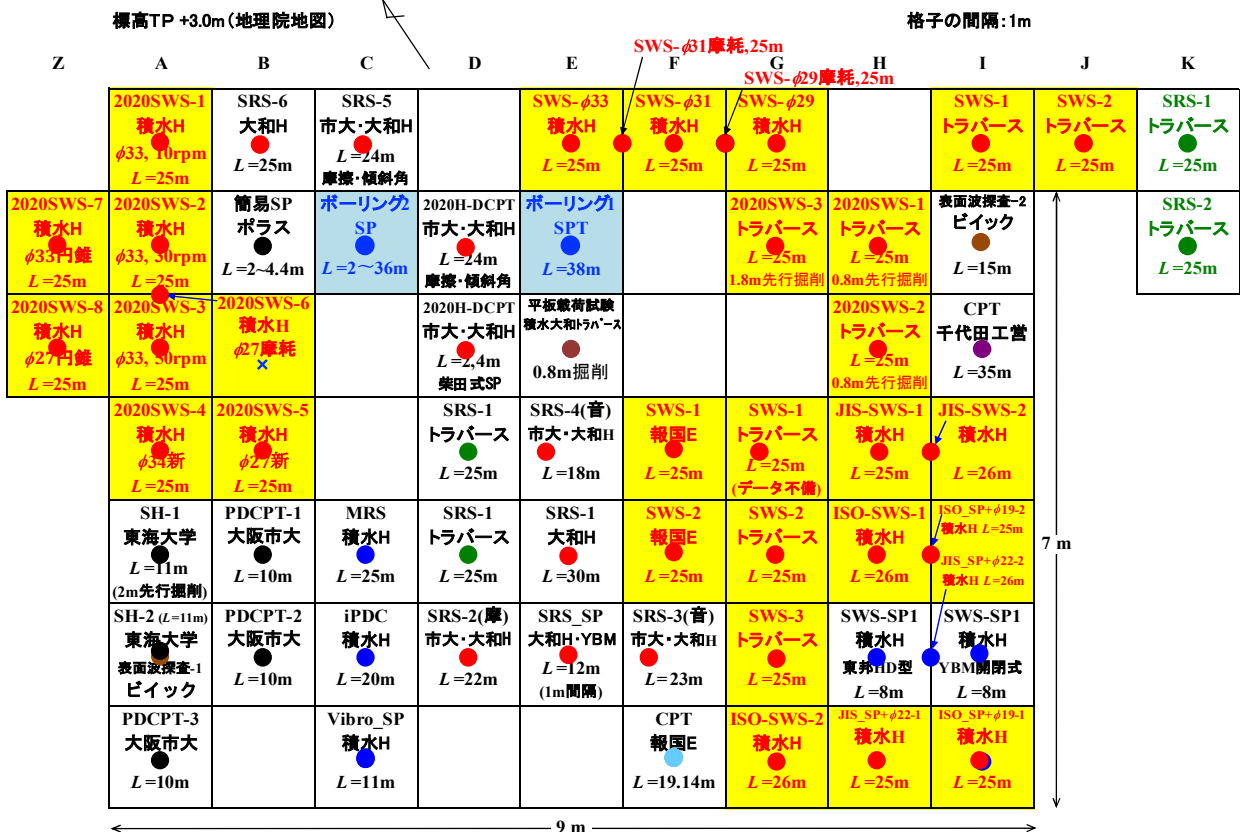 標高TP +3.0m（地理院地図）
格子の間隔：1m
SWS-ϕ31摩耗,25m
SWS-ϕ29摩耗,25m
Z A B C D E F G H I J K
2020SWS-1
積水H
ϕ33, 10rpm
L=25m
SRS-6
大和H
L=25m
SRS-5
市大・大和H
L=24m
摩擦・傾斜角
SWS-ϕ33
積水H
L=25m
SWS-ϕ31
積水H
L=25m
SWS-ϕ29
積水H
L=25m
SWS-1
トラバース
L=25m
SWS-2
トラバース
L=25m
SRS-1
トラバース
L=25m
2020SWS-7
積水H
ϕ33円錐
L=25m
2020SWS-2
積水H
ϕ33, 30rpm
L=25m
簡易SP
ポラス
L=2~4.4m
ボーリング2
SP
L=2～36m
2020H-DCPT
市大・大和H
L=24m
摩擦・傾斜角
ボーリング1
SPT
L=38m
2020SWS-3
トラバース
L=25m
1.8m先行掘削
2020SWS-1
トラバース
L=25m
0.8m先行掘削
表面波探査-2
ビイック
L=15m
SRS-2
トラバース
L=25m
2020SWS-8
積水H
ϕ27円錐
L=25m
2020SWS-3
積水H
ϕ33, 50rpm
L=25m
2020SWS-6
積水H
ϕ27摩耗
×
2020H-DCPT
市大・大和H
L=2,4m
柴田式SP
平板載荷試験
積水大和トラバース
0.8m掘削
2020SWS-2
トラバース
L=25m
0.8m先行掘削
CPT
千代田工営
L=35m
2020SWS-4
積水H
ϕ34新
L=25m
2020SWS-5
積水H
ϕ27新
L=25m
SRS-1
トラバース
L=25m
SRS-4(音)
市大・大和H
L=18m
SWS-1
報国E
L=25m
SWS-1
トラバース
L=25m
(データ不備)
JIS-SWS-1
積水H
L=25m
JIS-SWS-2
積水H
L=26m
SH-1
東海大学
L=11m
(2m先行掘削)
PDCPT-1
大阪市大
L=10m
MRS
積水H
L=25m
SRS-1
トラバース
L=25m
SRS-1
大和H
L=30m
SWS-2
報国E
L=25m
SWS-2
トラバース
L=25m
ISO-SWS-1
積水H
L=26m
ISO_SP+ϕ19-2
積水H L=25m
JIS_SP+ϕ22-2
積水H L=26m
7 m
SH-2 (L=11m)
東海大学
表面波探査-1
ビイック
PDCPT-2
大阪市大
L=10m
iPDC
積水H
L=20m
SRS-2(摩)
市大・大和H
L=22m
SRS_SP
大和H・YBM
L=12m
(1m間隔)
SRS-3(音)
市大・大和H
L=23m
SWS-3
トラバース
L=25m
SWS-SP1
積水H
東邦HD型
L=8m
SWS-SP1
積水H
YBM開閉式
L=8m
PDCPT-3
大阪市大
L=10m
Vibro_SP
積水H
L=11m
CPT
報国E
L=19.14m
ISO-SWS-2
積水H
L=26m
JIS_SP+ϕ22-1
積水H
L=25m
ISO_SP+ϕ19-1
積水H
L=25m
9 m